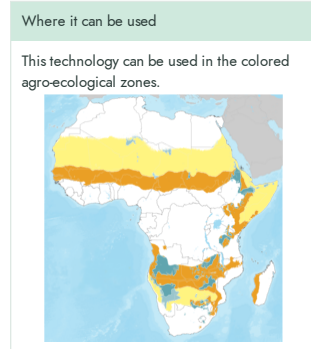 Where it can be used
This technology can be used in the colored
agro-ecological zones.